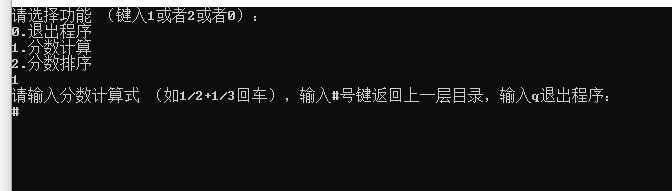 请选择功能 （键入1或者2或者0）：
0.退出程序
1.分数计算
2.分数排序
1
请输入分数计算式 （如1/2+1/3回车），输入#号键返回上一层目录，输入q退出程序：
#